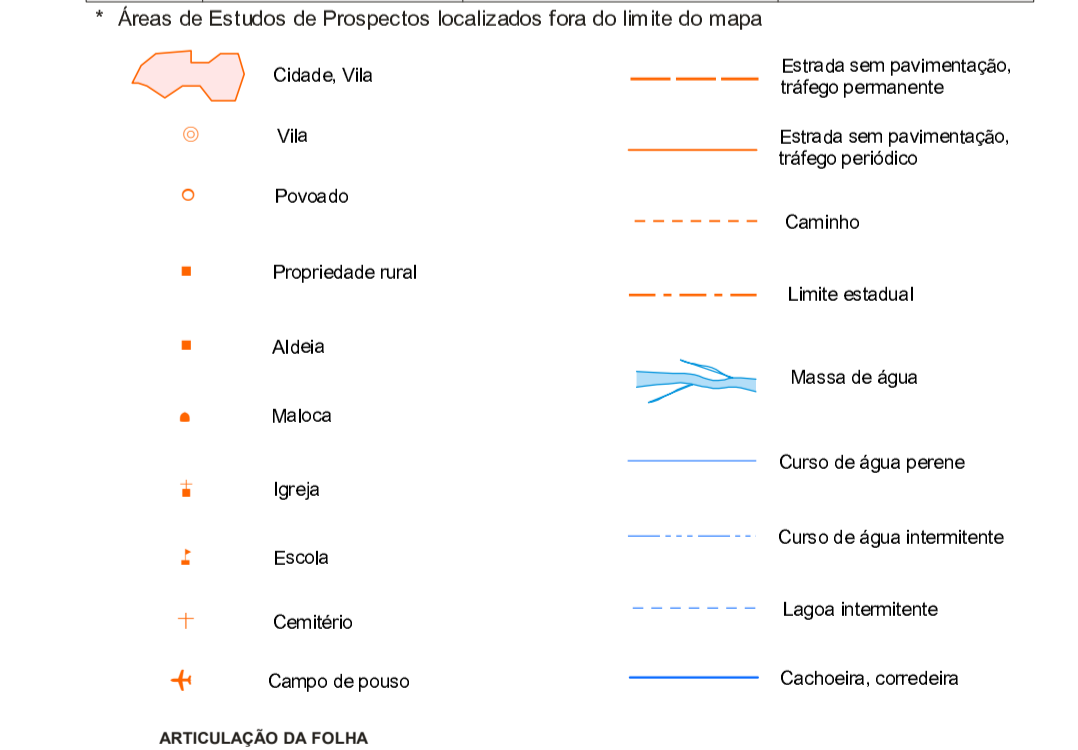 * Áreas de Estudos de Prospectos localizados fora do limite do mapa
Cidade, Vila
Vila
Povoado
Propriedade rural
Aldeia
Maloca
Igreja
Escola
Cemitério
Campo de pouso
Estrada sem pavimentação,
tráfego permanente
Estrada sem pavimentação,
tráfego periódico
Caminho
Limite estadual
Massa de água
Curso de água perene
Curso de água intermitente
Lagoa intermitente
Cachoeira, corredeira
ARTICULAÇÃO DA FOLHA